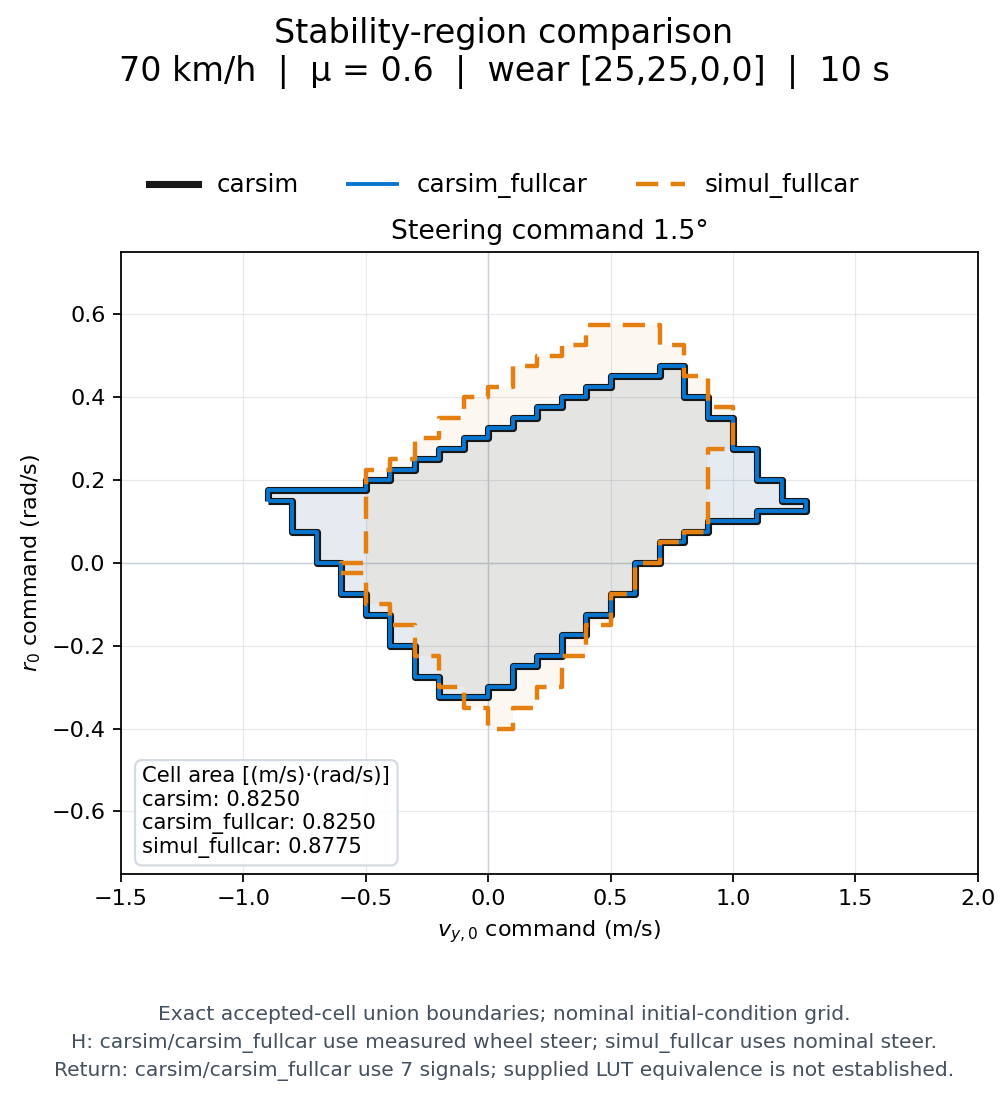 Stability-region comparison
70 km/h | μ = 0.6 | wear [25,25,0,0] | 10 s
carsim carsim_fullcar simul_fullcar
Steering command 1.5°
0.6
0.4
0.2
0.0
−0.2
−0.4
−0.6
r0 command (rad/s)
Cell area [(m/s)·(rad/s)]
carsim: 0.8250
carsim_fullcar: 0.8250
simul_fullcar: 0.8775
−1.5 −1.0 −0.5 0.0 0.5 1.0 1.5 2.0
vy,0 command (m/s)
Exact accepted-cell union boundaries; nominal initial-condition grid.
H: carsim/carsim_fullcar use measured wheel steer; simul_fullcar uses nominal steer.
Return: carsim/carsim_fullcar use 7 signals; supplied LUT equivalence is not established.